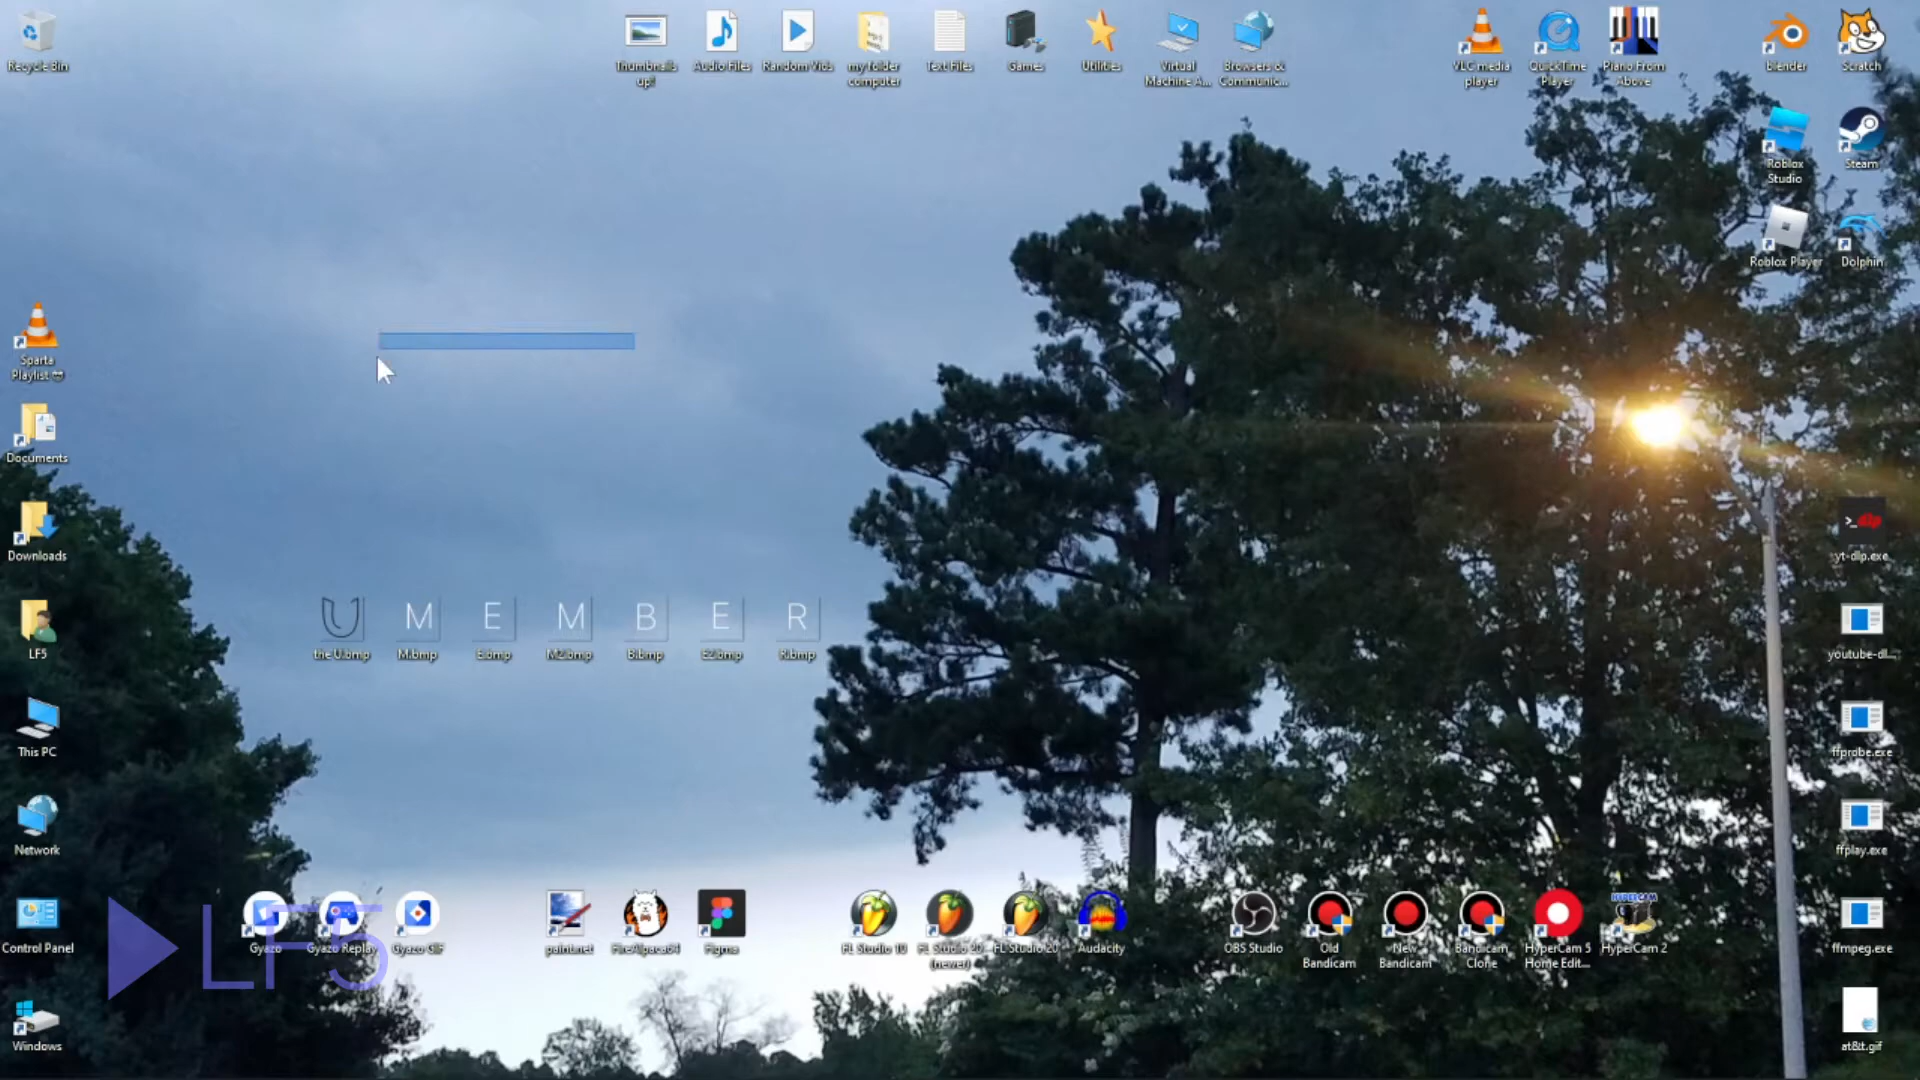 Recycle Bin
Thumbnails up!
Audio Files
Random Vids
my folder computer
Text Files
Games
Utilities
Virtual Machine A...
Browsers & Communic...
VLC media player
QuickTime Player
Piano From Above
blender
Scratch
Roblox Studio
Steam
Roblox Player
Dolphin
Sparta Playlist
Documents
Downloads
LF5
This PC
Network
Control Panel
Windows
U
M
E
M
B
E
R
the U.bmp
M.bmp
E.bmp
M2.bmp
B.bmp
E2.bmp
R.bmp
>_dlp
yt-dlp.exe
youtube-dl...
ffprobe.exe
ffplay.exe
ffmpeg.exe
at&t.gif
Gyazo
Gyazo Replay
Gyazo GIF
paint.net
FireAlpaca64
Figma
FL Studio 10
FL Studio 20 (newer)
FL Studio 20
Audacity
OBS Studio
Old Bandicam
New Bandicam
Bandicam Clone
HyperCam 5 Home Edit...
HYPERCAM
HyperCam 2
LF5